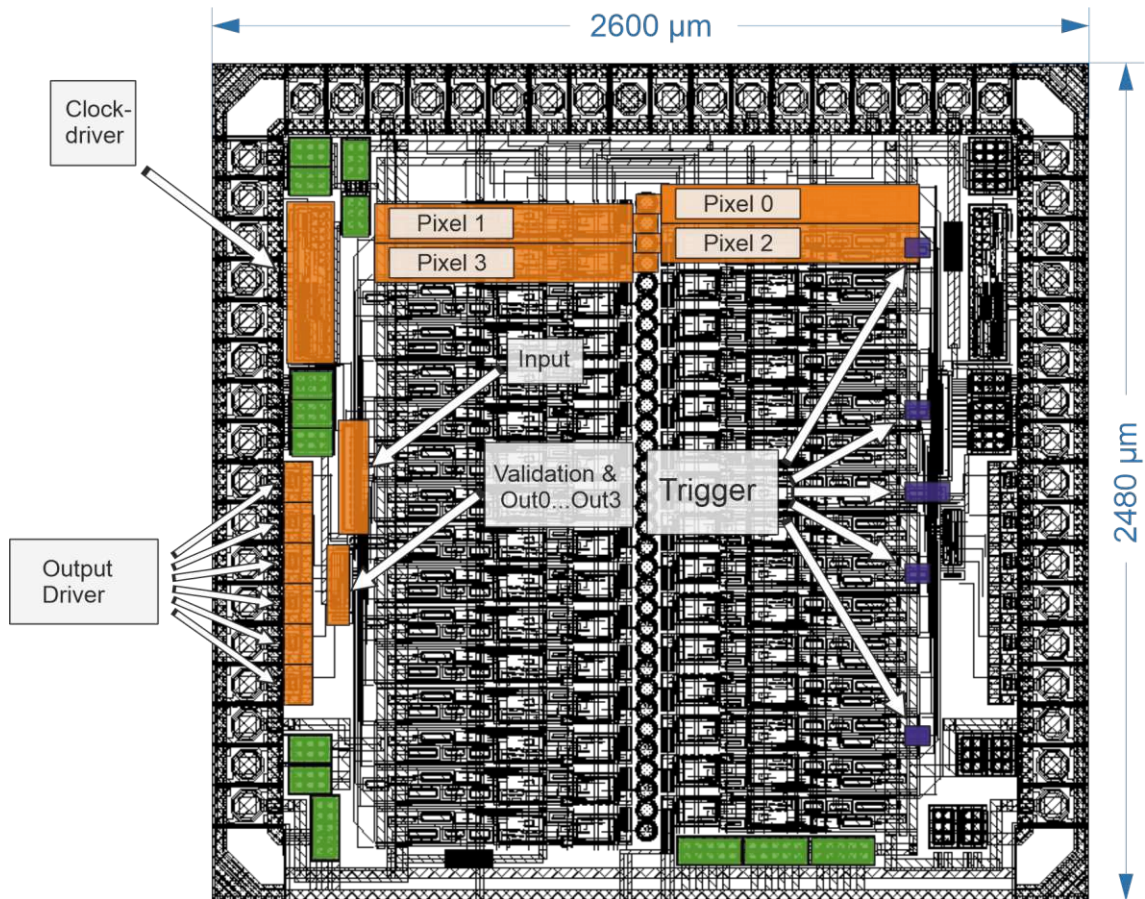 2600 µm
Clock-
driver
Pixel 0
Pixel 1
Pixel 2
Pixel 3
Input
Validation &
Out0...Out3
Trigger
2480 µm
Output
Driver